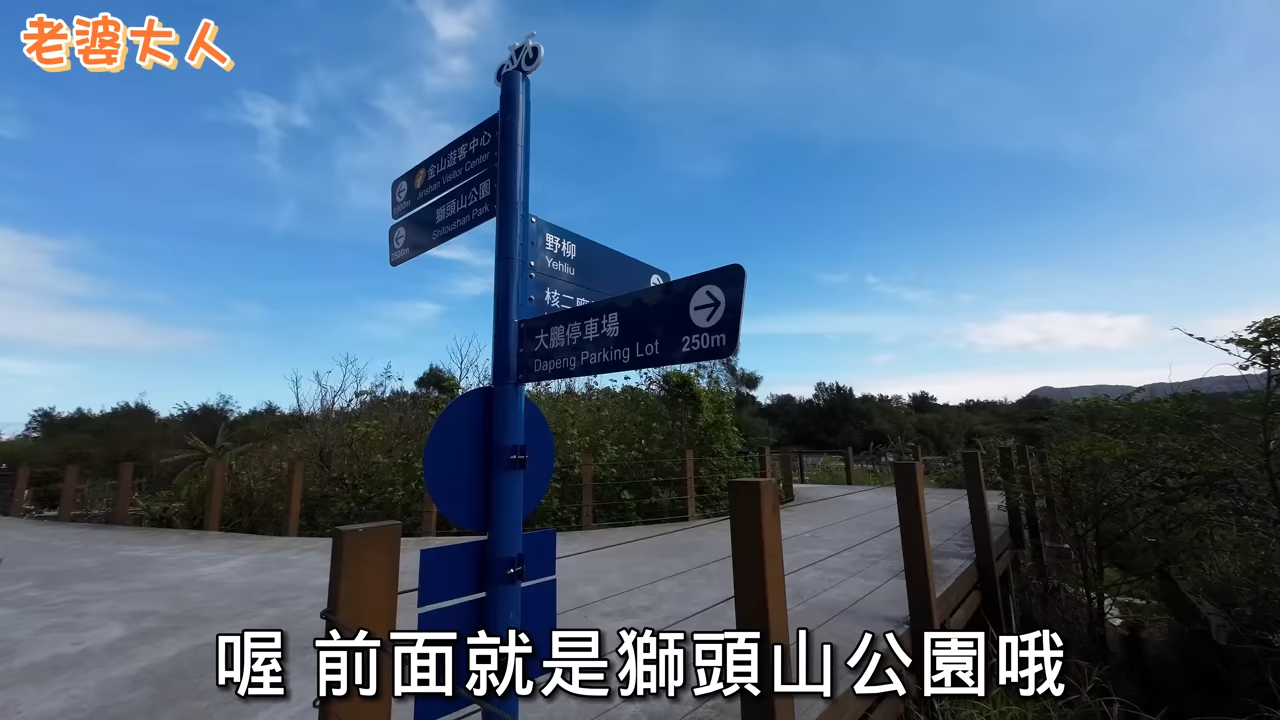 老婆大人
金山遊客中心
Jinshan Visitor Center
獅頭山公園
Shitoushan Park
野柳
Yehliu
核二
大鵬停車場
Dapeng Parking Lot
250m
喔 前面就是獅頭山公園哦